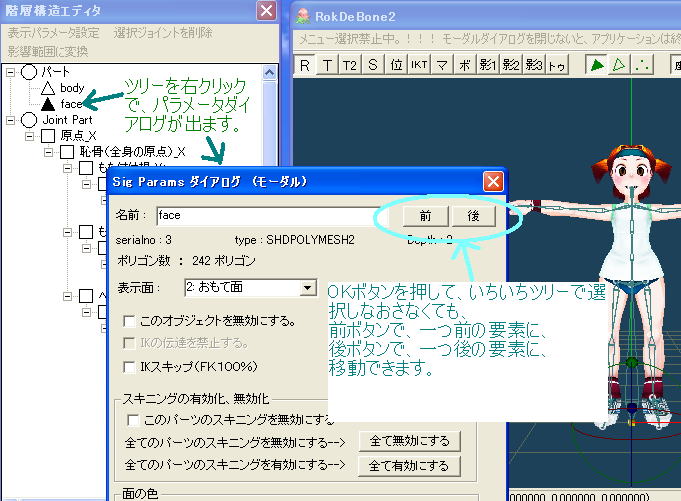 階層構造エディタ
表示パラメータ設定 選択ジョイントを削除
影響範囲に変換
パート
body
face
Joint Part
原点_X
恥骨(全身の原点)_X
ツリーを右クリック
で、パラメータダイ
アログが出ます。
RokDeBone2
メニュー選択禁止中。！！！ モーダルダイアログを閉じないと、アプリケーションは終
R T T2 S 位 IKT マ ボ 影1 影2 影3 トゥ
Sig Params ダイアログ (モーダル)
名前: face 前 後
serialno : 3 type : SHDPOLYMESH2 Depth : 2
ポリゴン数 : 242 ポリゴン
表示面: 2: おもて面
このオブジェクトを無効にする。
IKの伝達を禁止する。
IKスキップ(FK100%)
OKボタンを押して、いちいちツリーで選
択しなおさなくても、
前ボタンで、一つ前の要素に、
後ボタンで、一つ後の要素に、
移動できます。
スキニングの有効化、無効化
このパーツのスキニングを無効にする
全てのパーツのスキニングを無効にする--> 全て無効にする
全てのパーツのスキニングを有効にする--> 全て有効にする
面の色